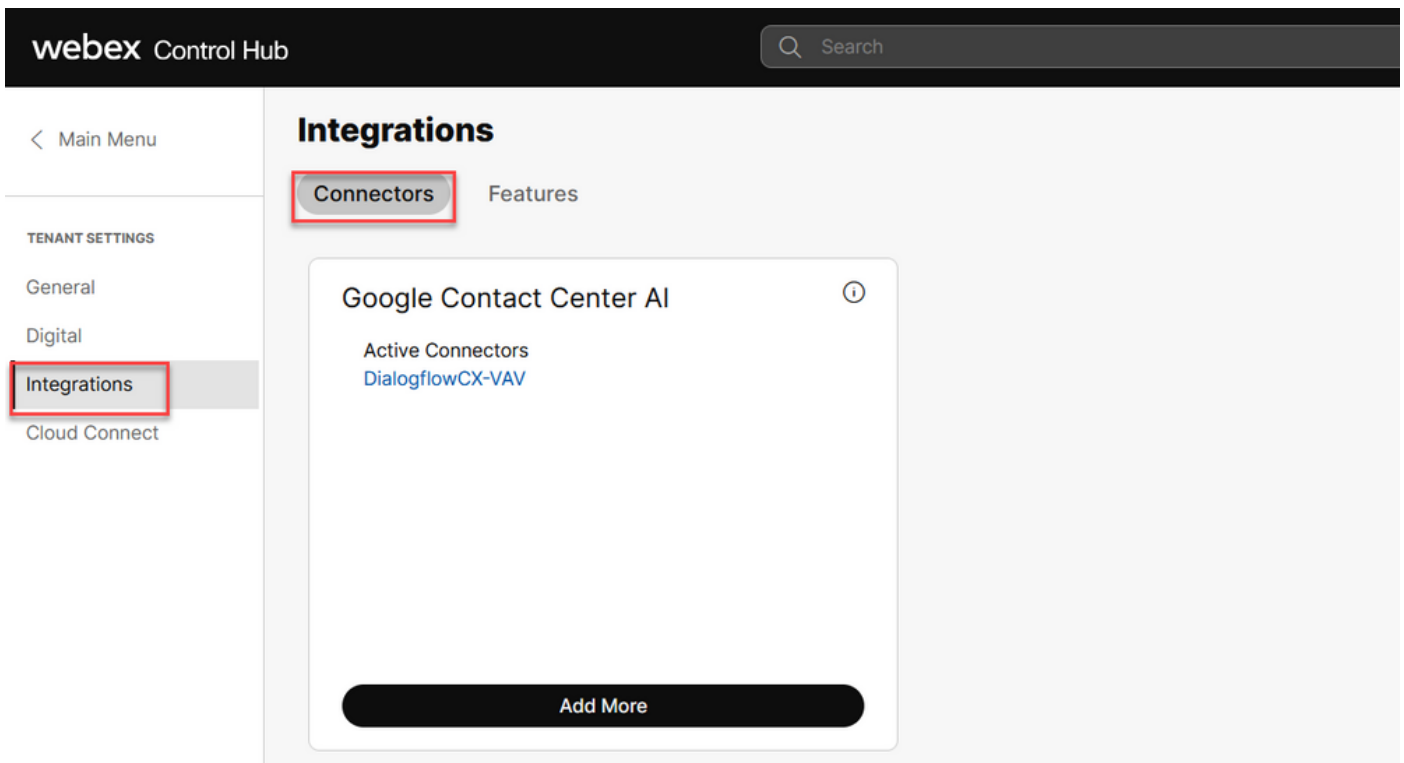 webex Control Hub
Search
Main Menu
TENANT SETTINGS
General
Digital
Integrations
Cloud Connect
Integrations
Connectors Features
Google Contact Center AI
Active Connectors
DialogflowCX-VAV
Add More